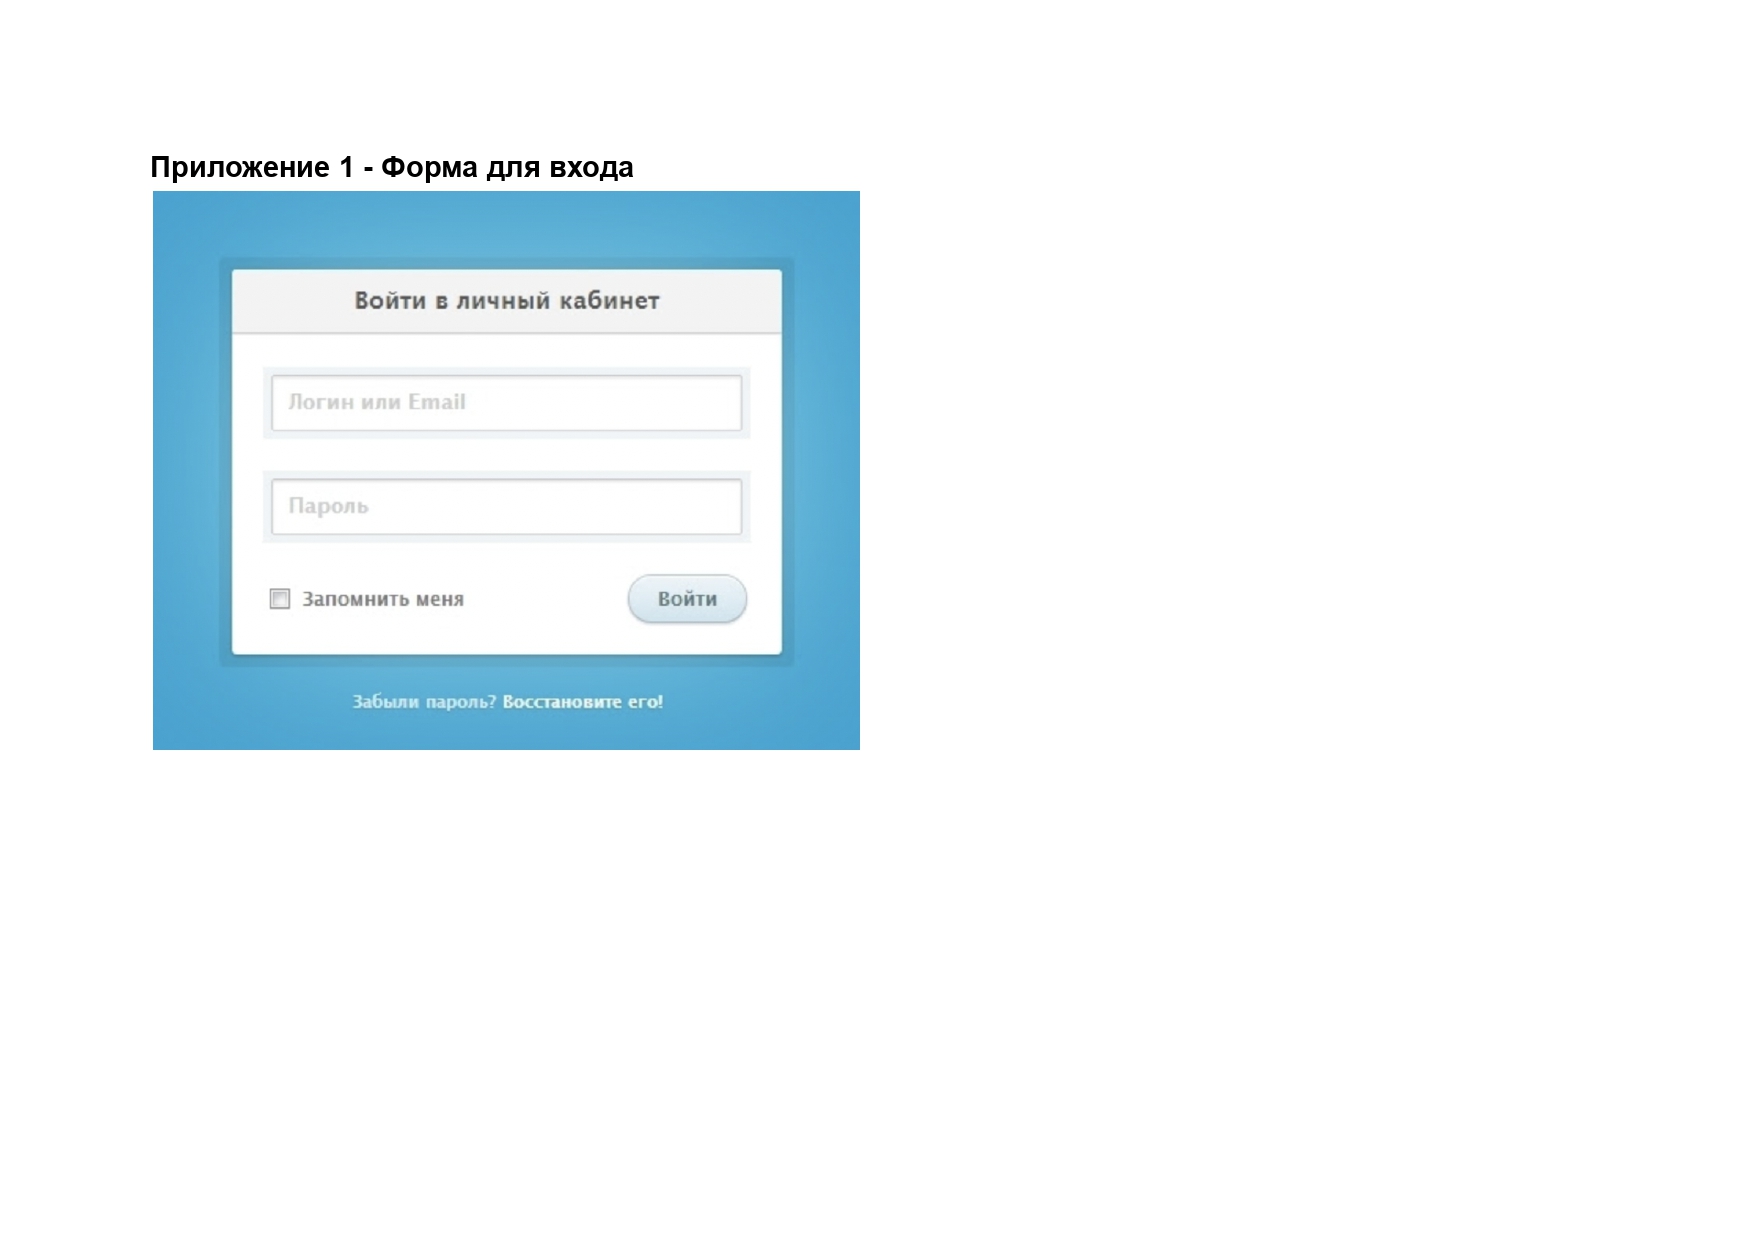 Приложение 1 - Форма для входа
Войти в личный кабинет
Логин или Email
Пароль
Запомнить меня
Войти
Забыли пароль? Восстановите его!